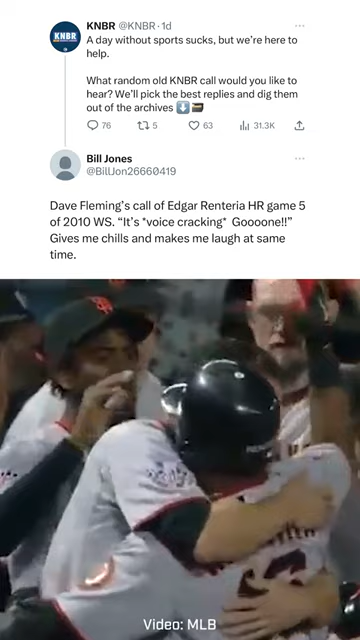 KNBR
KNBR @KNBR · 1d
A day without sports sucks, but we're here to
help.
What random old KNBR call would you like to
hear? We'll pick the best replies and dig them
out of the archives ⬇️📼
76 5 63 31.3K
Bill Jones
@BillJon26660419
Dave Fleming's call of Edgar Renteria HR game 5
of 2010 WS. “It's *voice cracking* Goooone!!”
Gives me chills and makes me laugh at same
time.
Video: MLB